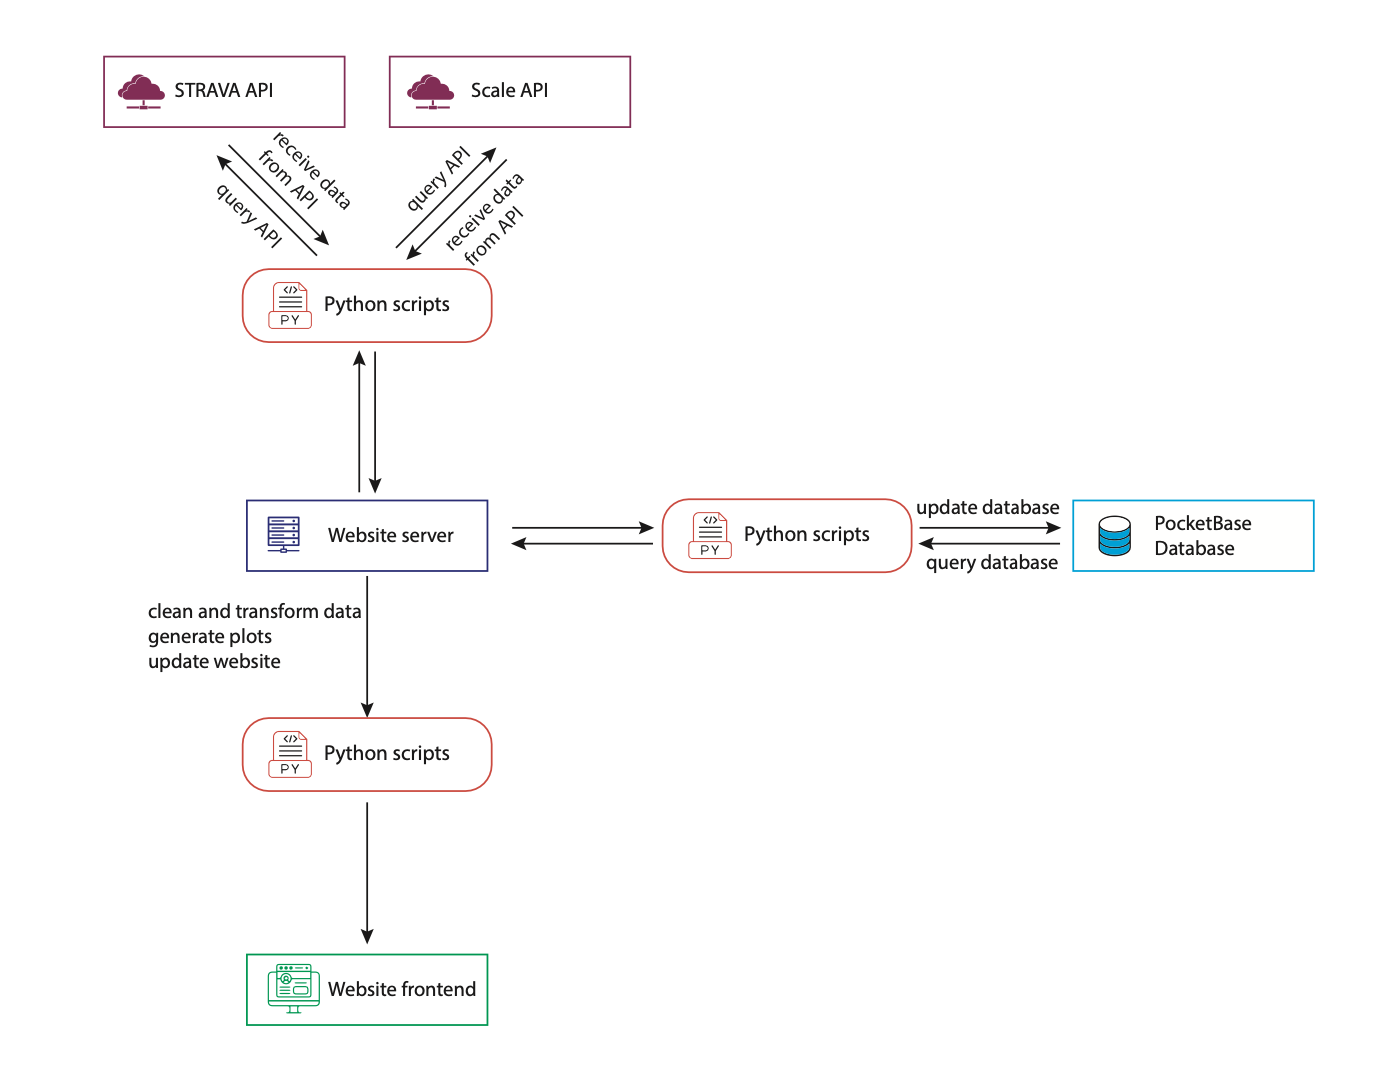 STRAVA API
Scale API
receive data
from API
query API
query API
receive data
from API
</>
PY
Python scripts
Website server
</>
PY
Python scripts
update database
query database
PocketBase
Database
clean and transform data
generate plots
update website
</>
PY
Python scripts
Website frontend